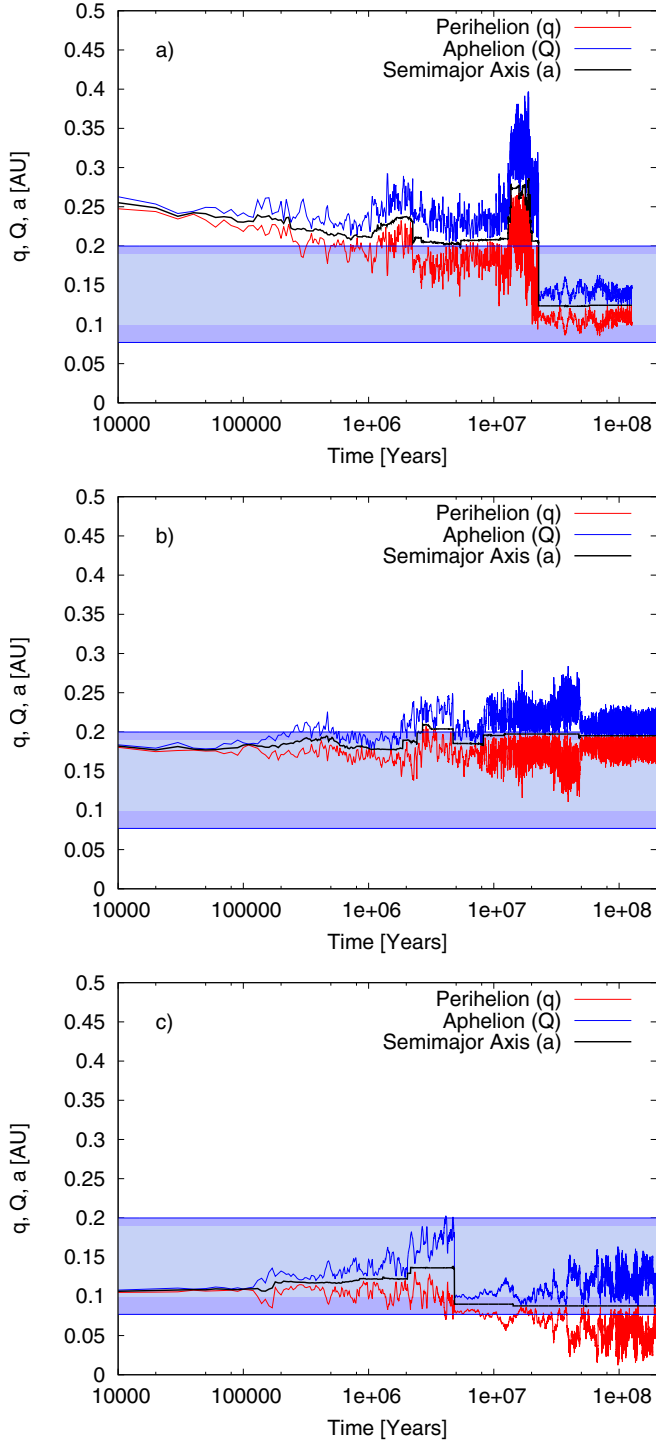 a)
Perihelion (q)
Aphelion (Q)
Semimajor Axis (a)
q, Q, a [AU]
0.5
0.45
0.4
0.35
0.3
0.25
0.2
0.15
0.1
0.05
0
10000 100000 1e+06 1e+07 1e+08
Time [Years]
b)
Perihelion (q)
Aphelion (Q)
Semimajor Axis (a)
q, Q, a [AU]
0.5
0.45
0.4
0.35
0.3
0.25
0.2
0.15
0.1
0.05
0
10000 100000 1e+06 1e+07 1e+08
Time [Years]
c)
Perihelion (q)
Aphelion (Q)
Semimajor Axis (a)
q, Q, a [AU]
0.5
0.45
0.4
0.35
0.3
0.25
0.2
0.15
0.1
0.05
0
10000 100000 1e+06 1e+07 1e+08
Time [Years]